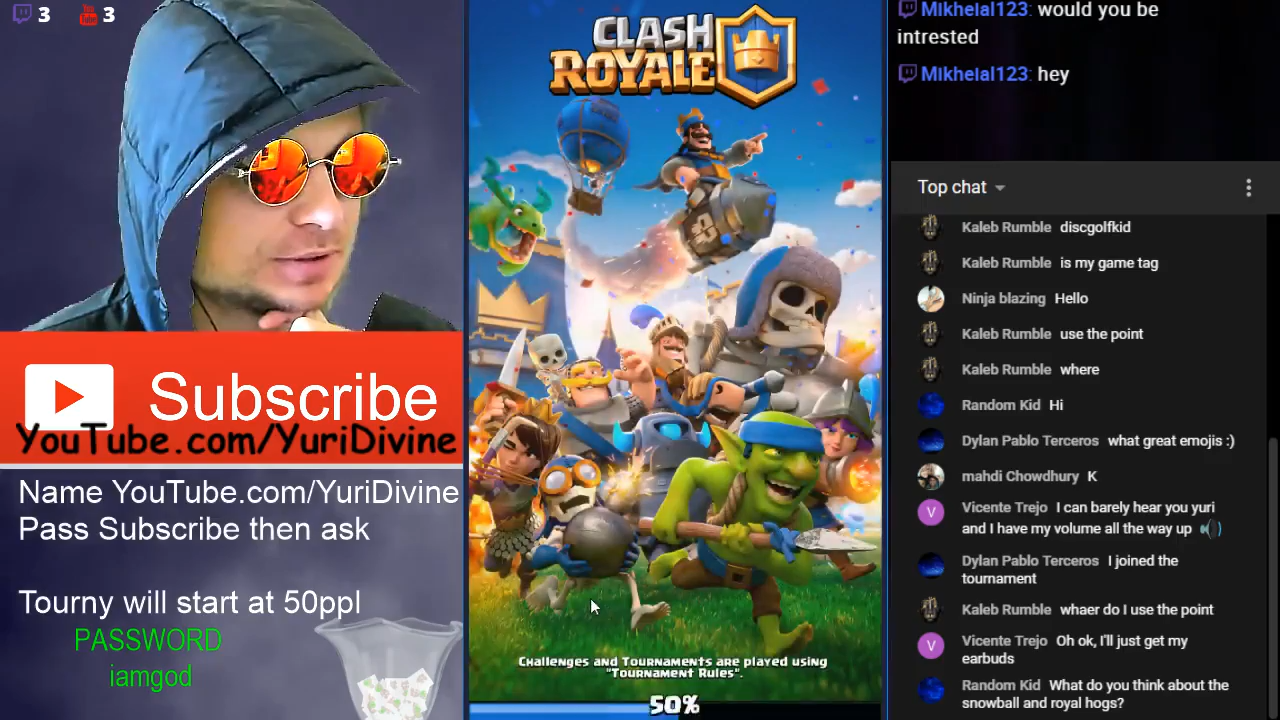 3
You Tube 3
Subscribe
YouTube.com/YuriDivine
Name YouTube.com/YuriDivine
Pass Subscribe then ask
Tourny will start at 50ppl
PASSWORD
iamgod
CLASH
ROYALE
Challenges and Tournaments are played using
"Tournament Rules".
50%
Mikhelal123: would you be
intrested
Mikhelal123: hey
Top chat
Kaleb Rumble discgolfkid
Kaleb Rumble is my game tag
Ninja blazing Hello
Kaleb Rumble use the point
Kaleb Rumble where
Random Kid Hi
Dylan Pablo Terceros what great emojis :)
mahdi Chowdhury K
V Vicente Trejo I can barely hear you yuri
and I have my volume all the way up
Dylan Pablo Terceros I joined the
tournament
Kaleb Rumble whaer do I use the point
V Vicente Trejo Oh ok, I'll just get my
earbuds
Random Kid What do you think about the
snowball and royal hogs?